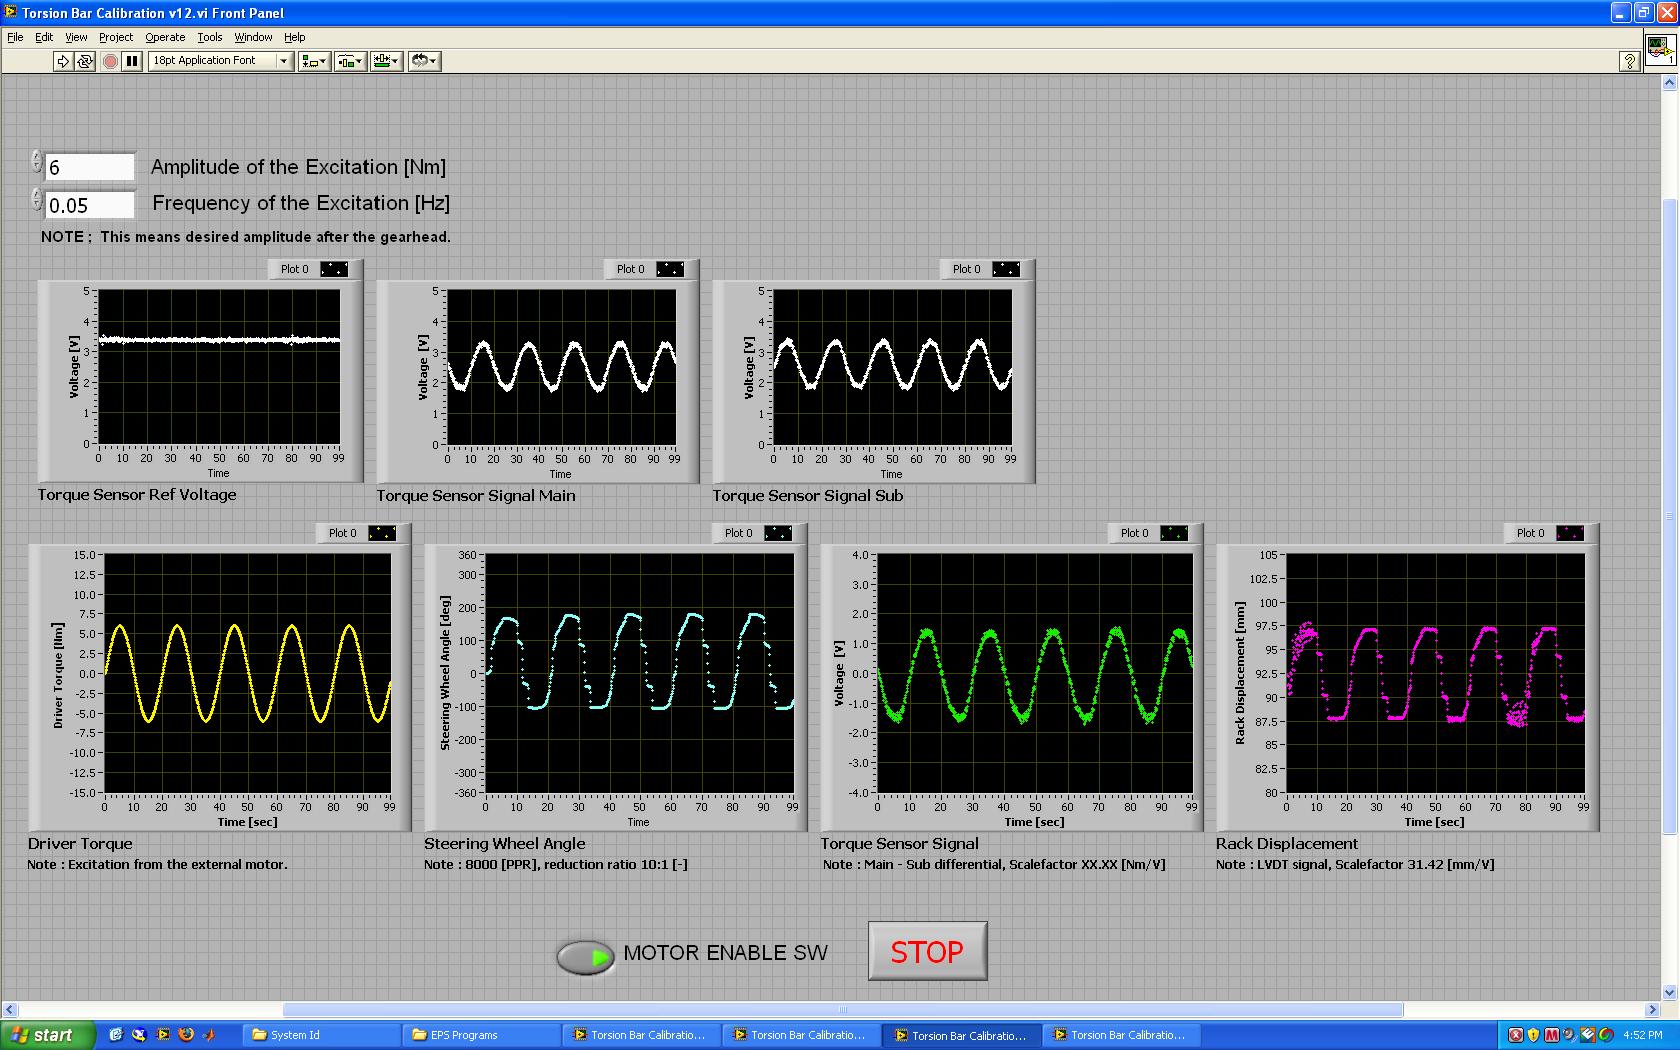 Torsion Bar Calibration v12.vi Front Panel
File Edit View Project Operate Tools Window Help
18pt Application Font
?
1
6 Amplitude of the Excitation [Nm]
0.05 Frequency of the Excitation [Hz]
NOTE ; This means desired amplitude after the gearhead.
Plot 0
Voltage [V]
5
4
3
2
1
0
0 10 20 30 40 50 60 70 80 90 99
Time
Torque Sensor Ref Voltage
Plot 0
Voltage [V]
5
4
3
2
1
0
0 10 20 30 40 50 60 70 80 90 99
Time
Torque Sensor Signal Main
Plot 0
Voltage [V]
5
4
3
2
1
0
0 10 20 30 40 50 60 70 80 90 99
Time
Torque Sensor Signal Sub
Plot 0
Driver Torque [Nm]
15.0
12.5
10.0
7.5
5.0
2.5
0.0
-2.5
-5.0
-7.5
-10.0
-12.5
-15.0
0 10 20 30 40 50 60 70 80 90 99
Time [sec]
Driver Torque
Note : Excitation from the external motor.
Plot 0
Steering Wheel Angle [deg]
360
300
200
100
0
-100
-200
-300
-360
0 10 20 30 40 50 60 70 80 90 99
Time
Steering Wheel Angle
Note : 8000 [PPR], reduction ratio 10:1 [-]
Plot 0
Voltage [V]
4.0
3.0
2.0
1.0
0.0
-1.0
-2.0
-3.0
-4.0
0 10 20 30 40 50 60 70 80 90 99
Time [sec]
Torque Sensor Signal
Note : Main - Sub differential, Scalefactor XX.XX [Nm/V]
Plot 0
Rack Displacement [mm]
105
102.5
100
97.5
95
92.5
90
87.5
85
82.5
80
0 10 20 30 40 50 60 70 80 90 99
Time [sec]
Rack Displacement
Note : LVDT signal, Scalefactor 31.42 [mm/V]
MOTOR ENABLE SW
STOP
start
System Id
EPS Programs
Torsion Bar Calibratio...
Torsion Bar Calibratio...
Torsion Bar Calibratio...
Torsion Bar Calibratio...
4:52 PM